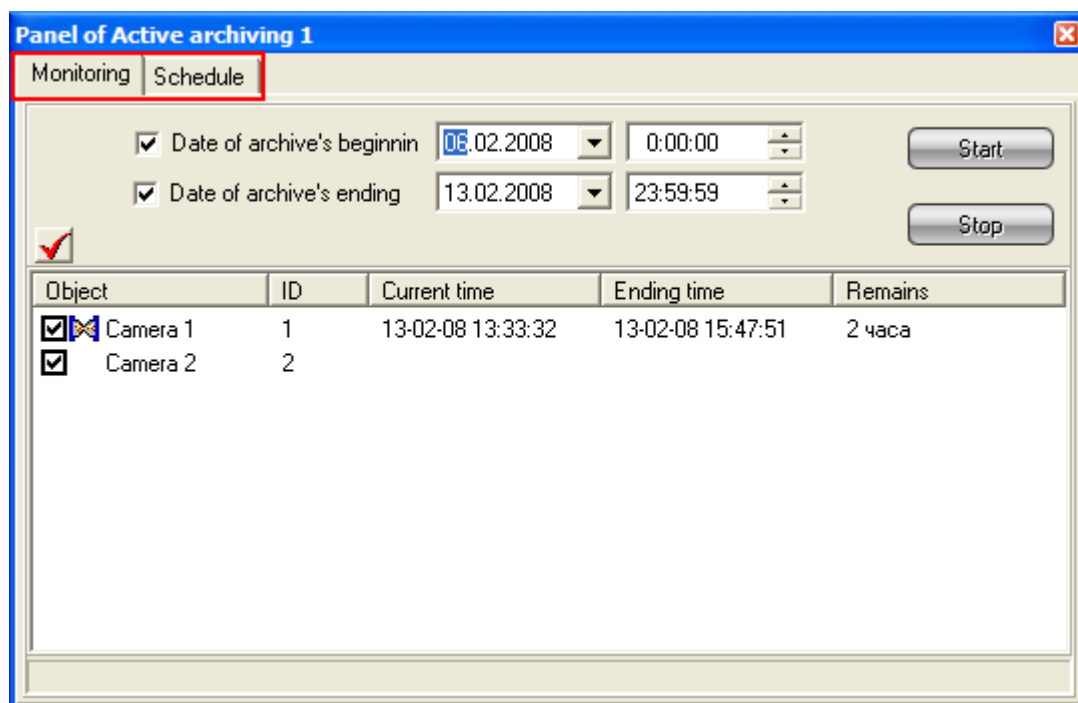 Panel of Active archiving 1
Monitoring Schedule
Date of archive's beginnin 06.02.2008 0:00:00 Start
Date of archive's ending 13.02.2008 23:59:59
Stop
Object ID Current time Ending time Remains
Camera 1 1 13-02-08 13:33:32 13-02-08 15:47:51 2 часа
Camera 2 2